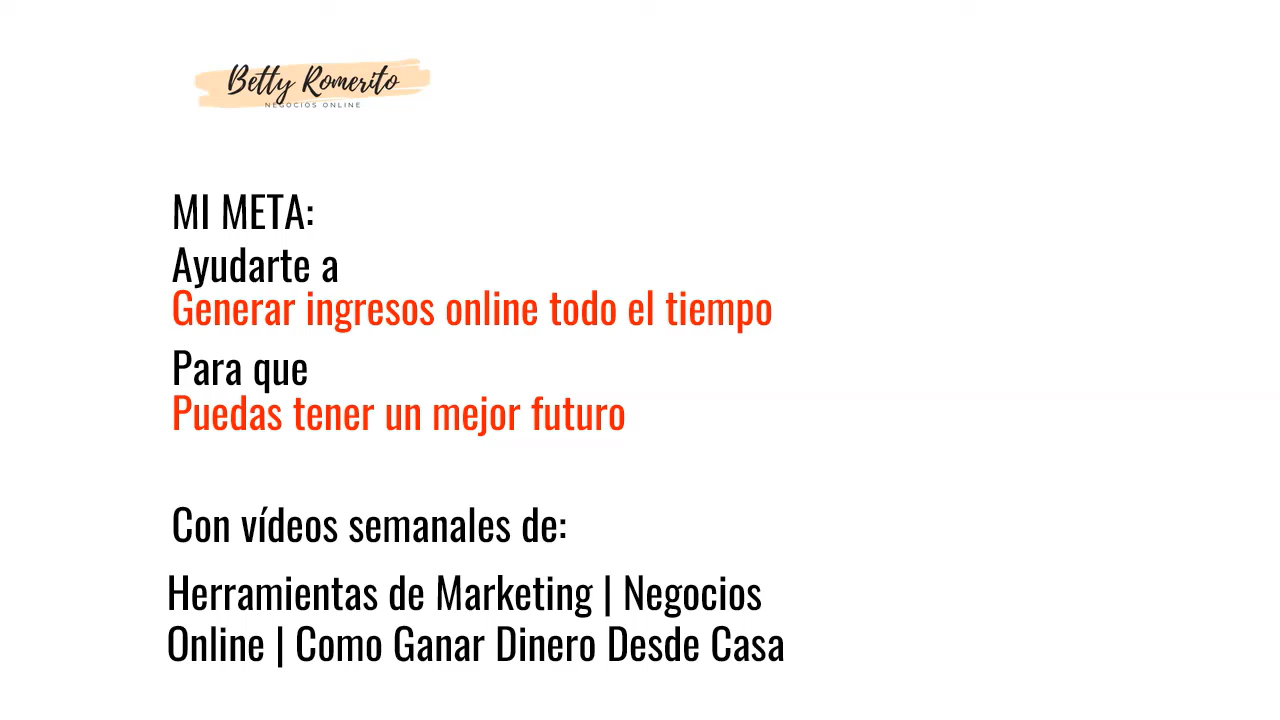 Betty Romerito
NEGOCIOS ONLINE
MI META:
Ayudarte a
Generar ingresos online todo el tiempo
Para que
Puedas tener un mejor futuro
Con vídeos semanales de:
Herramientas de Marketing | Negocios
Online | Como Ganar Dinero Desde Casa